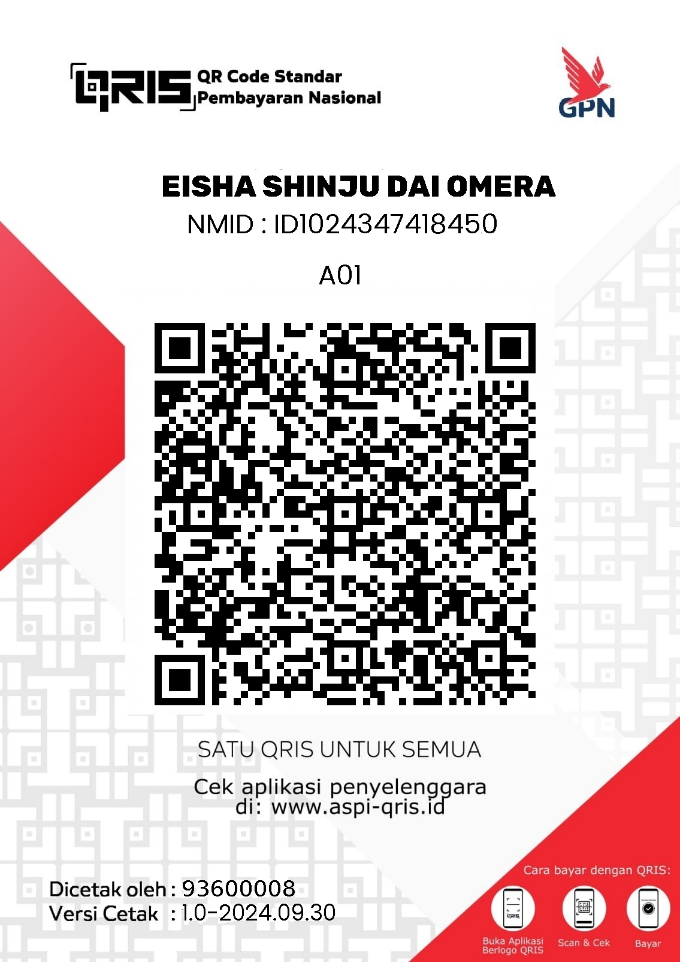 QRIS QR Code Standar
Pembayaran Nasional
GPN
EISHA SHINJU DAI OMERA
NMID : ID1024347418450
A01
SATU QRIS UNTUK SEMUA
Cek aplikasi penyelenggara
di: www.aspi-qris.id
Dicetak oleh : 93600008
Versi Cetak : 1.0-2024.09.30
Cara bayar dengan QRIS:
Buka Aplikasi
Berlogo QRIS
Scan & Cek
Bayar